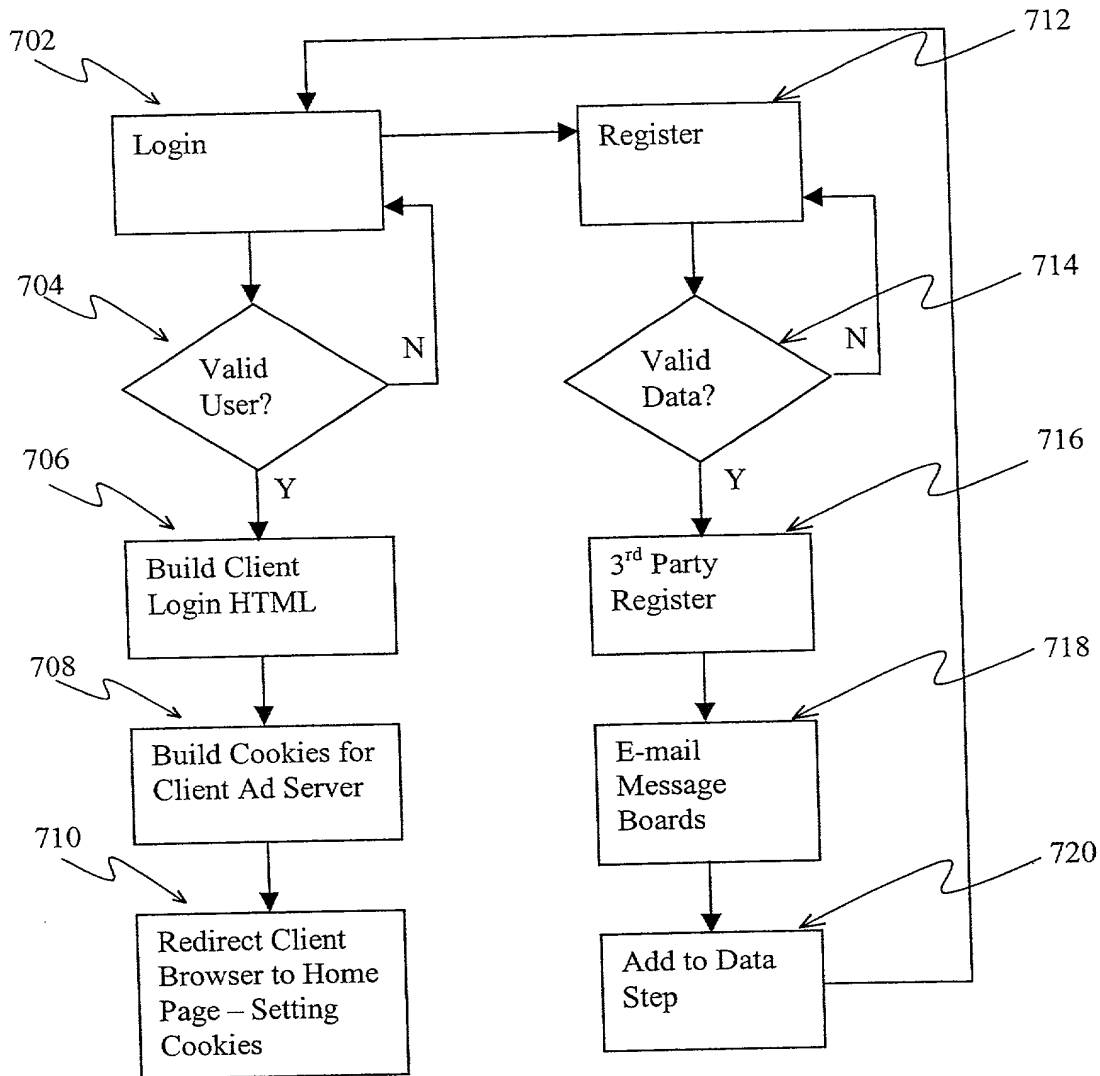 702
712
Login
Register
704
714
N
N
Valid
User?
Valid
Data?
706
716
Y
Y
Build Client
Login HTML
3rd Party
Register
708
718
Build Cookies for
Client Ad Server
E-mail
Message
Boards
710
720
Redirect Client
Browser to Home
Page – Setting
Cookies
Add to Data
Step